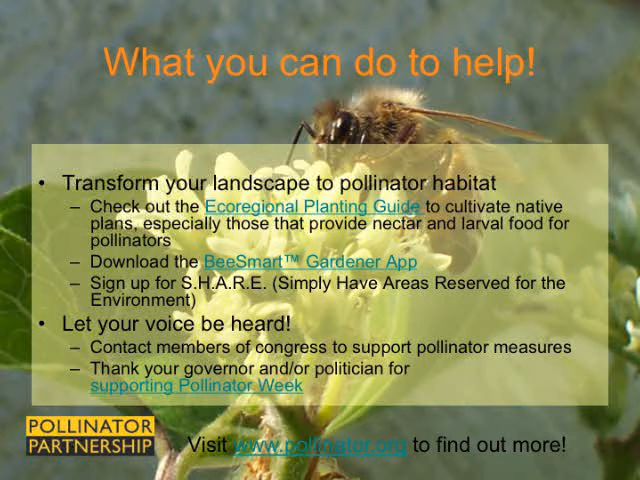 What you can do to help!
• Transform your landscape to pollinator habitat
– Check out the Ecoregional Planting Guide to cultivate native
plants, especially those that provide nectar and larval food for
pollinators
– Download the BeeSmart™ Gardener App
– Sign up for S.H.A.R.E. (Simply Have Areas Reserved for the
Environment)
• Let your voice be heard!
– Contact members of congress to support pollinator measures
– Thank your governor and/or politician for
supporting Pollinator Week
POLLINATOR
PARTNERSHIP
Visit www.pollinator.org to find out more!